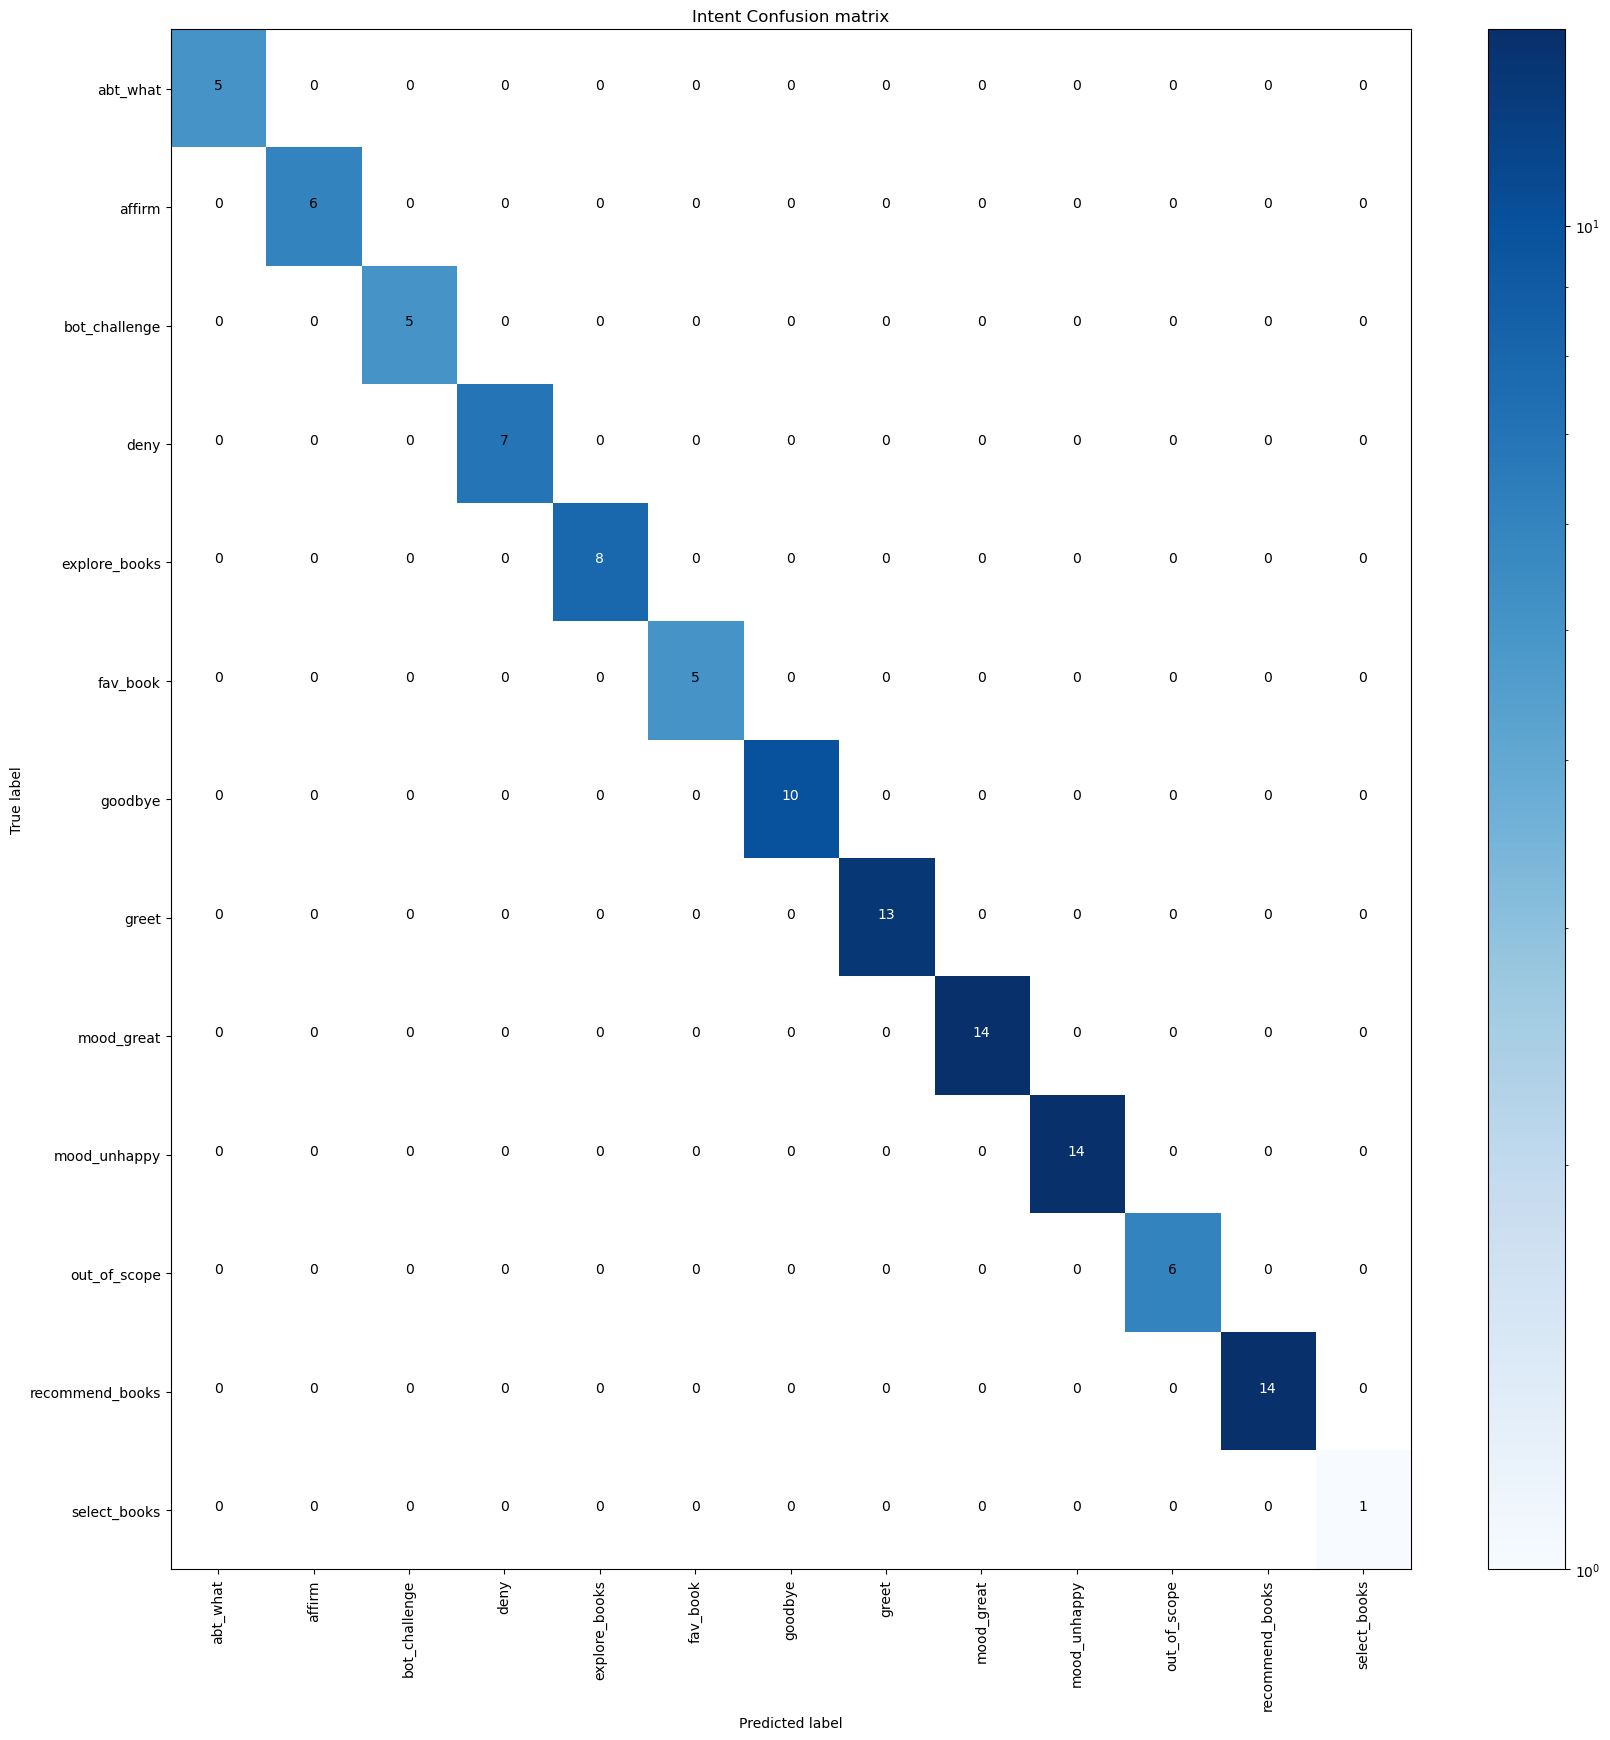 Intent Confusion matrix
abt_what 5 0 0 0 0 0 0 0 0 0 0 0 0
affirm 0 6 0 0 0 0 0 0 0 0 0 0 0
10¹
bot_challenge 0 0 5 0 0 0 0 0 0 0 0 0 0
deny 0 0 0 7 0 0 0 0 0 0 0 0 0
explore_books 0 0 0 0 8 0 0 0 0 0 0 0 0
fav_book 0 0 0 0 0 5 0 0 0 0 0 0 0
True label
goodbye 0 0 0 0 0 0 10 0 0 0 0 0 0
greet 0 0 0 0 0 0 0 13 0 0 0 0 0
mood_great 0 0 0 0 0 0 0 0 14 0 0 0 0
mood_unhappy 0 0 0 0 0 0 0 0 0 14 0 0 0
out_of_scope 0 0 0 0 0 0 0 0 0 0 6 0 0
recommend_books 0 0 0 0 0 0 0 0 0 0 0 14 0
select_books 0 0 0 0 0 0 0 0 0 0 0 0 1
10⁰
abt_what affirm bot_challenge deny explore_books fav_book goodbye greet mood_great mood_unhappy out_of_scope recommend_books select_books
Predicted label